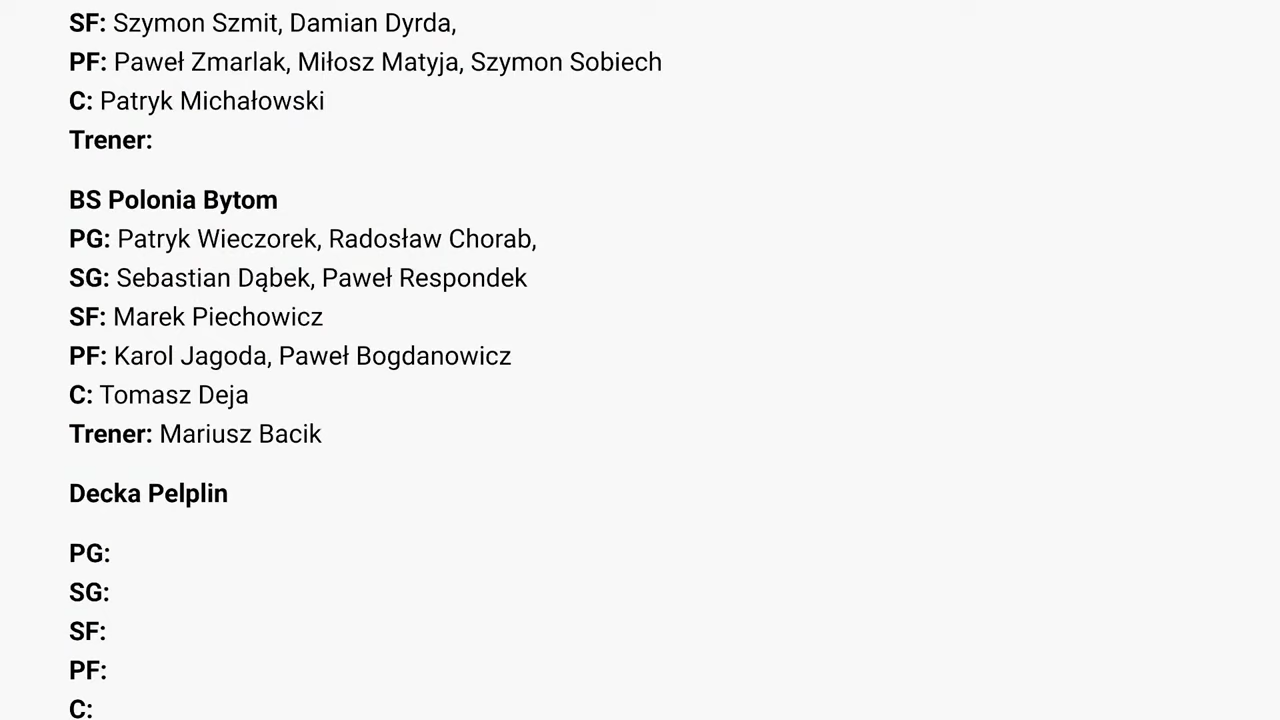 SF: Szymon Szmit, Damian Dyrda,
PF: Paweł Zmarlak, Miłosz Matyja, Szymon Sobiech
C: Patryk Michałowski
Trener:
BS Polonia Bytom
PG: Patryk Wieczorek, Radosław Chorab,
SG: Sebastian Dąbek, Paweł Respondek
SF: Marek Piechowicz
PF: Karol Jagoda, Paweł Bogdanowicz
C: Tomasz Deja
Trener: Mariusz Bacik
Decka Pelplin
PG:
SG:
SF:
PF:
C: